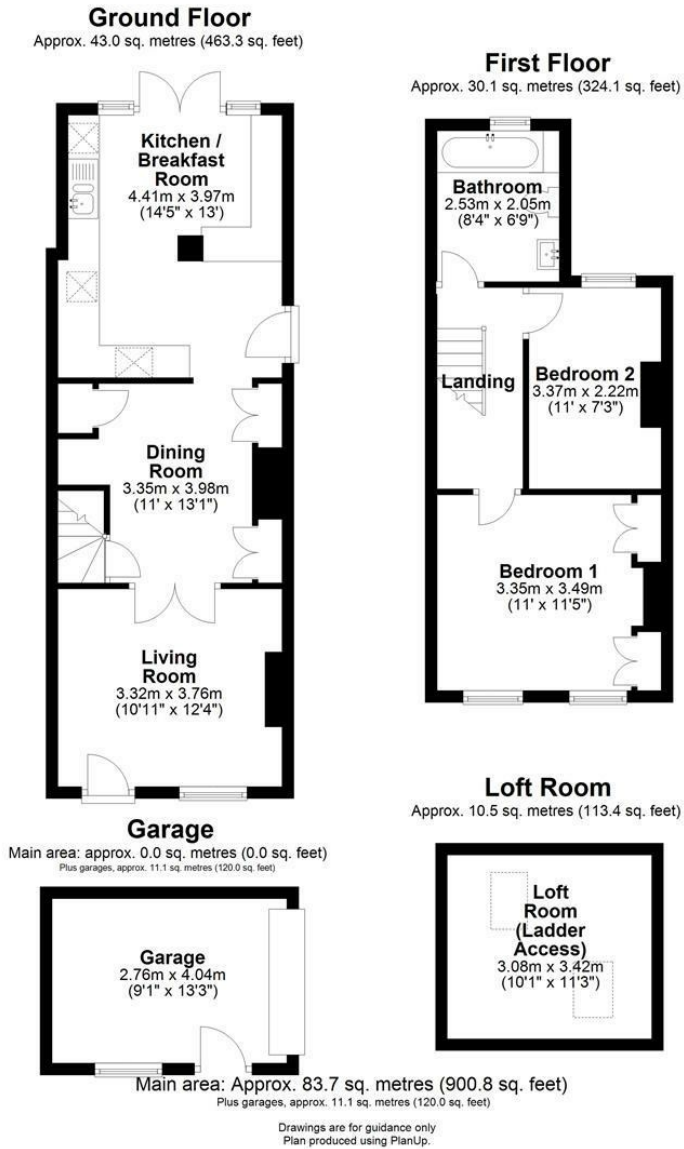 Ground Floor
Approx. 43.0 sq. metres (463.3 sq. feet)
Kitchen /
Breakfast
Room
4.41m x 3.97m
(14'5" x 13')
Dining
Room
3.35m x 3.98m
(11' x 13'1")
Living
Room
3.32m x 3.76m
(10'11" x 12'4")
First Floor
Approx. 30.1 sq. metres (324.1 sq. feet)
Bathroom
2.53m x 2.05m
(8'4" x 6'9")
Landing
Bedroom 2
3.37m x 2.22m
(11' x 7'3")
Bedroom 1
3.35m x 3.49m
(11' x 11'5")
Garage
Main area: approx. 0.0 sq. metres (0.0 sq. feet)
Plus garages, approx. 11.1 sq. metres (120.0 sq. feet)
Garage
2.76m x 4.04m
(9'1" x 13'3")
Loft Room
Approx. 10.5 sq. metres (113.4 sq. feet)
Loft
Room
(Ladder
Access)
3.08m x 3.42m
(10'1" x 11'3")
Main area: Approx. 83.7 sq. metres (900.8 sq. feet)
Plus garages, approx. 11.1 sq. metres (120.0 sq. feet)
Drawings are for guidance only
Plan produced using PlanUp.